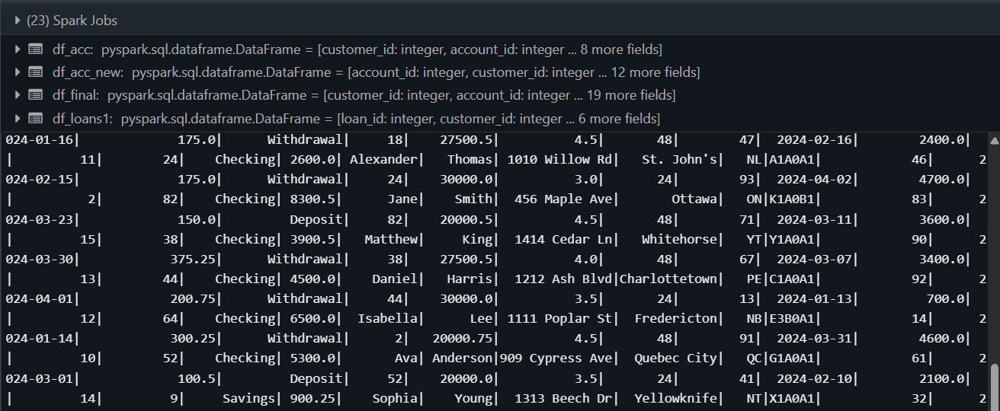 (23) Spark Jobs
df_acc: pyspark.sql.dataframe.DataFrame = [customer_id: integer, account_id: integer ... 8 more fields]
df_acc_new: pyspark.sql.dataframe.DataFrame = [account_id: integer, customer_id: integer ... 12 more fields]
df_final: pyspark.sql.dataframe.DataFrame = [customer_id: integer, account_id: integer ... 19 more fields]
df_loans1: pyspark.sql.dataframe.DataFrame = [loan_id: integer, customer_id: integer ... 6 more fields]
024-01-16| 175.0| Withdrawal| 18| 27500.5| 4.5| 48| 47| 2024-02-16| 2400.0|
| 11| 24| Checking| 2600.0| Alexander| Thomas| 1010 Willow Rd| St. John's| NL|A1A0A1| 46| 2
024-02-15| 175.0| Withdrawal| 24| 30000.0| 3.0| 24| 93| 2024-04-02| 4700.0|
| 2| 82| Checking| 8300.5| Jane| Smith| 456 Maple Ave| Ottawa| ON|K1A0B1| 83| 2
024-03-23| 150.0| Deposit| 82| 20000.5| 4.5| 48| 71| 2024-03-11| 3600.0|
| 15| 38| Checking| 3900.5| Matthew| King| 1414 Cedar Ln| Whitehorse| YT|Y1A0A1| 90| 2
024-03-30| 375.25| Withdrawal| 38| 27500.5| 4.0| 48| 67| 2024-03-07| 3400.0|
| 13| 44| Checking| 4500.0| Daniel| Harris| 1212 Ash Blvd|Charlottetown| PE|C1A0A1| 92| 2
024-04-01| 200.75| Withdrawal| 44| 30000.0| 3.5| 24| 13| 2024-01-13| 700.0|
| 12| 64| Checking| 6500.0| Isabella| Lee| 1111 Poplar St| Fredericton| NB|E3B0A1| 14| 2
024-01-14| 300.25| Withdrawal| 2| 20000.75| 4.5| 48| 91| 2024-03-31| 4600.0|
| 10| 52| Checking| 5300.0| Ava| Anderson|909 Cypress Ave| Quebec City| QC|G1A0A1| 61| 2
024-03-01| 100.5| Deposit| 52| 20000.0| 3.5| 24| 41| 2024-02-10| 2100.0|
| 14| 9| Savings| 900.25| Sophia| Young| 1313 Beech Dr| Yellowknife| NT|X1A0A1| 32| 2